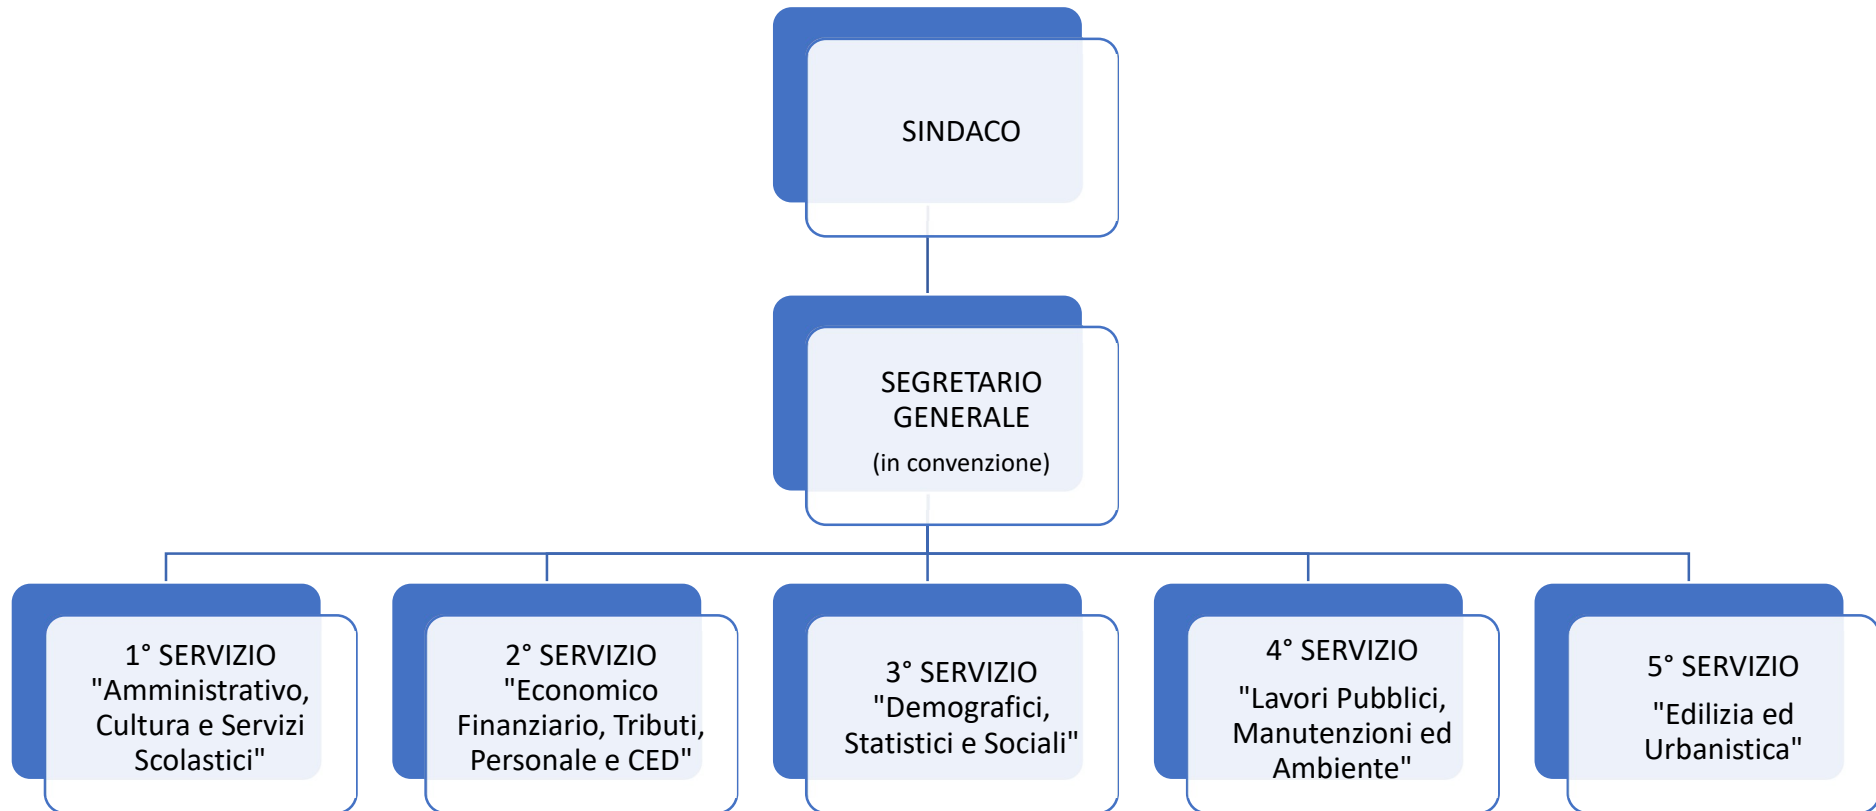 SINDACO
SEGRETARIO
GENERALE
(in convenzione)
1° SERVIZIO
"Amministrativo,
Cultura e Servizi
Scolastici"
2° SERVIZIO
"Economico
Finanziario, Tributi,
Personale e CED"
3° SERVIZIO
"Demografici,
Statistici e Sociali"
4° SERVIZIO
"Lavori Pubblici,
Manutenzioni ed
Ambiente"
5° SERVIZIO
"Edilizia ed
Urbanistica"